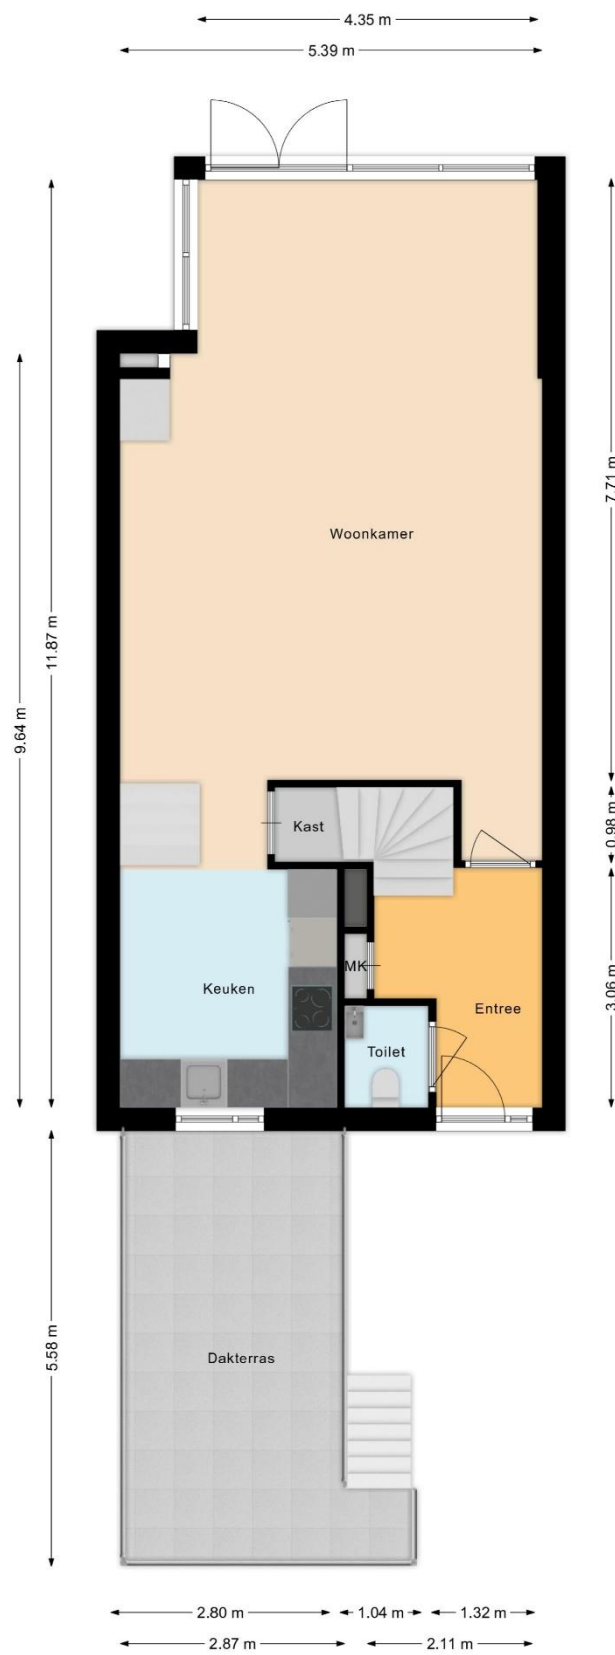 4.35 m
5.39 m
7.71 m
11.87 m
9.64 m
Woonkamer
Kast
0.98 m
MK
Keuken
Entree
3.06 m
Toilet
5.58 m
Dakterras
2.80 m
1.04 m
1.32 m
2.87 m
2.11 m